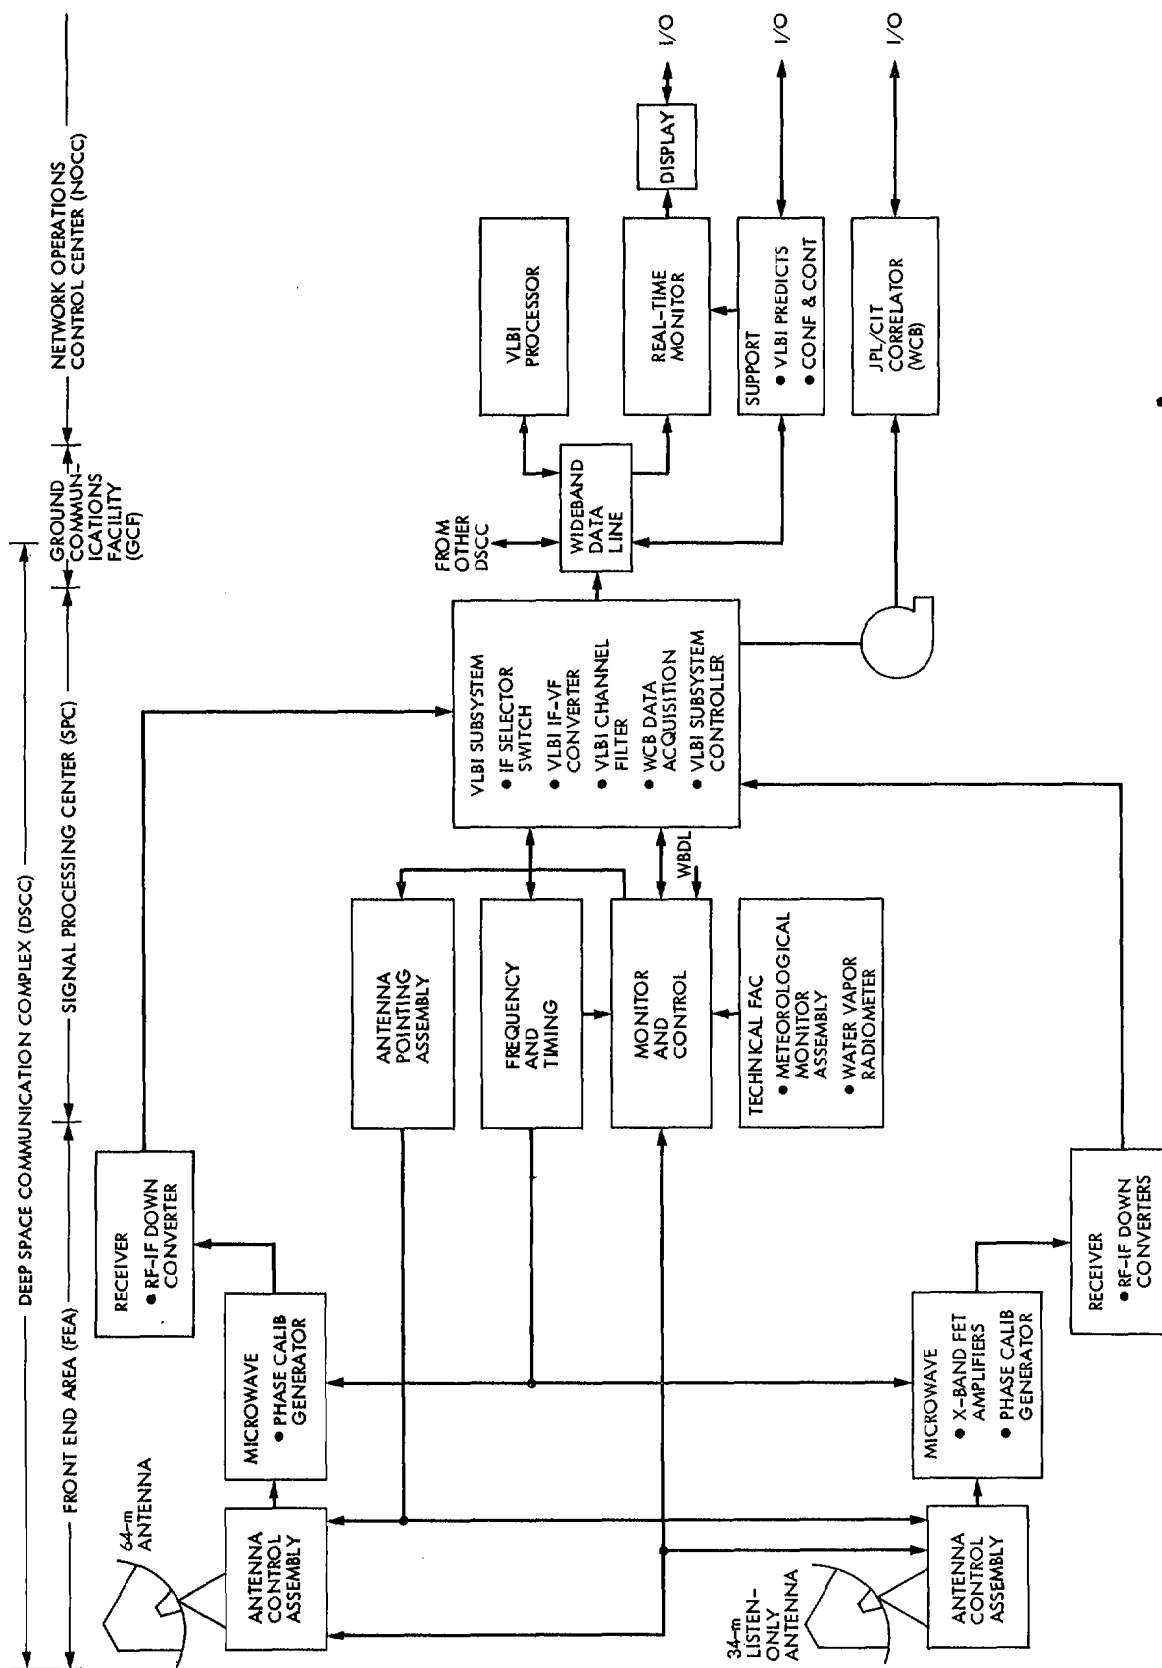 DEEP SPACE COMMUNICATION COMPLEX (DSCC)
FRONT END AREA (FEA)
SIGNAL PROCESSING CENTER (SPC)
GROUND
COMMUN-
ICATIONS
FACILITY
(GCF)
NETWORK OPERATIONS
CONTROL CENTER (NOCC)
64-m
ANTENNA
ANTENNA
CONTROL
ASSEMBLY
MICROWAVE
• PHASE CALIB
GENERATOR
RECEIVER
• RF-IF DOWN
CONVERTER
ANTENNA
POINTING
ASSEMBLY
FREQUENCY
AND
TIMING
MONITOR
AND
CONTROL
TECHNICAL FAC
• METEOROLOGICAL
MONITOR
ASSEMBLY
• WATER VAPOR
RADIOMETER
WBDL
VLBI SUBSYSTEM
• IF SELECTOR
SWITCH
• VLBI IF-VF
CONVERTER
• VLBI CHANNEL
FILTER
• WCB DATA
ACQUISITION
• VLBI SUBSYSTEM
CONTROLLER
FROM
OTHER
DSCC
WIDEBAND
DATA
LINE
VLBI
PROCESSOR
REAL-TIME
MONITOR
DISPLAY
I/O
SUPPORT
• VLBI PREDICTS
• CONF & CONT
I/O
JPL/CIT
CORRELATOR
(WCB)
I/O
34-m
LISTEN-
ONLY
ANTENNA
ANTENNA
CONTROL
ASSEMBLY
MICROWAVE
• X-BAND FET
AMPLIFIERS
• PHASE CALIB
GENERATOR
RECEIVER
• RF-IF DOWN
CONVERTERS